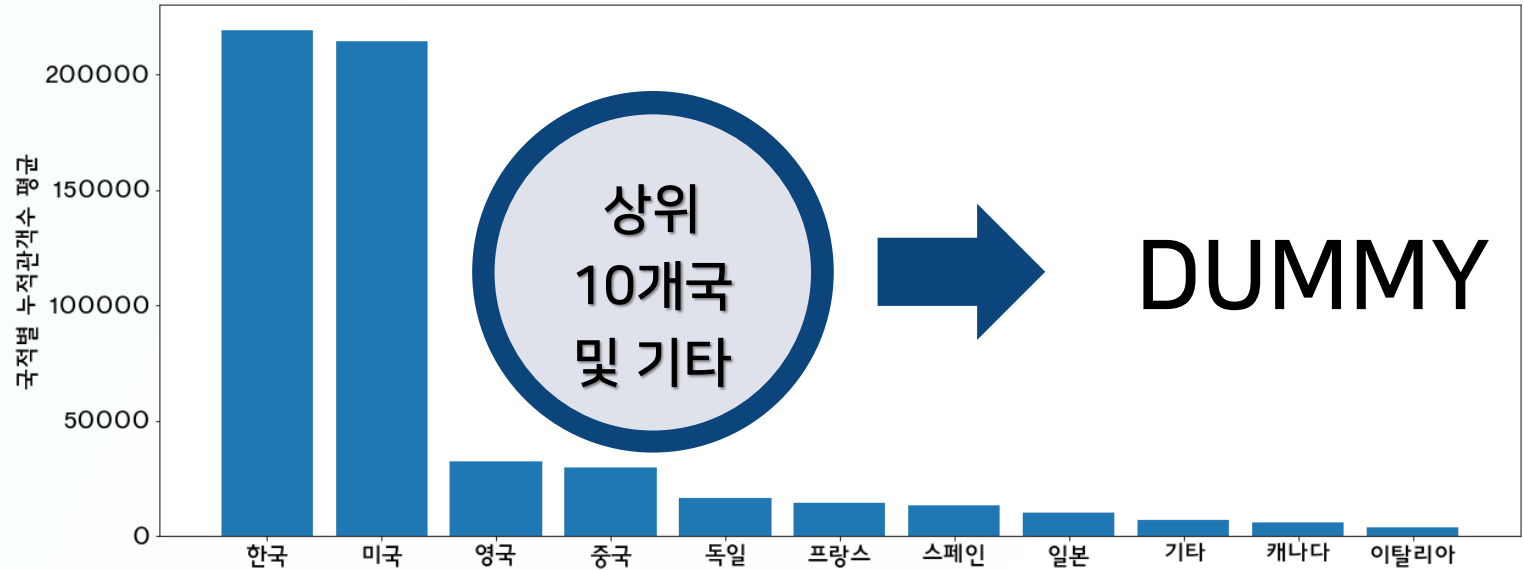 국적별 누적관객수 평균
200000
150000
100000
50000
0
상위
10개국
및 기타
DUMMY
한국 미국 영국 중국 독일 프랑스 스페인 일본 기타 캐나다 이탈리아